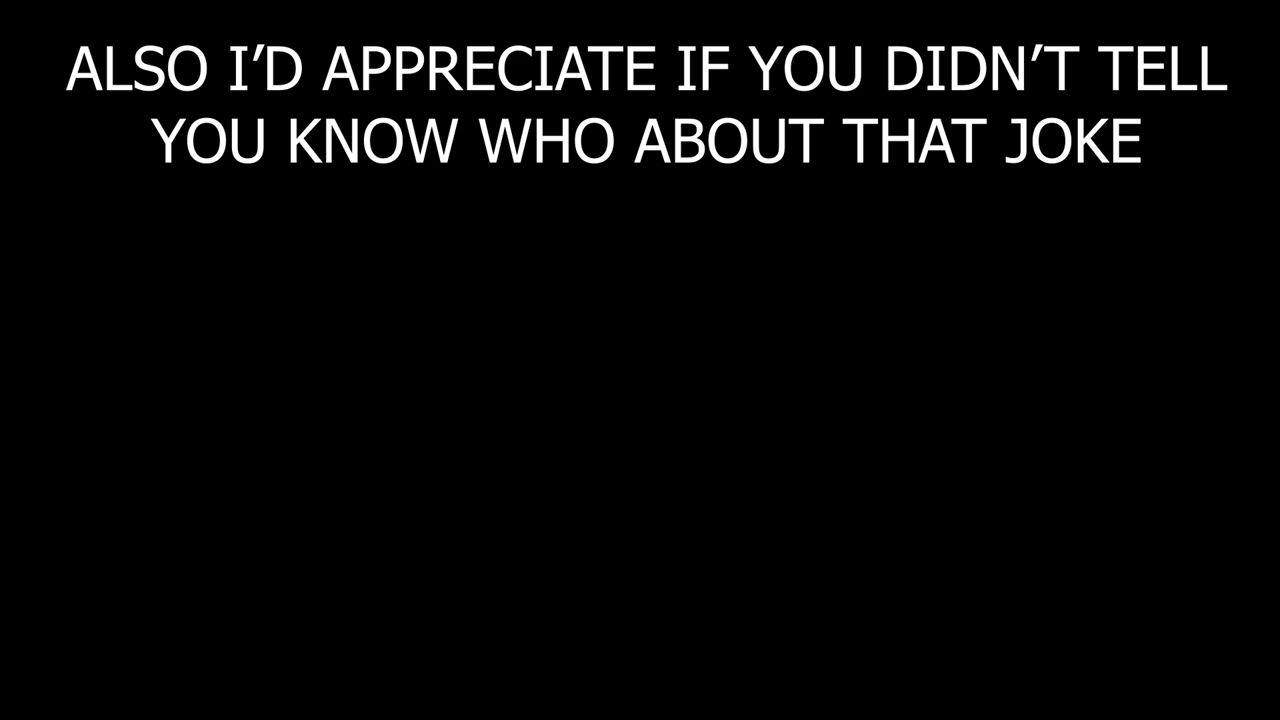 ALSO I’D APPRECIATE IF YOU DIDN’T TELL
YOU KNOW WHO ABOUT THAT JOKE